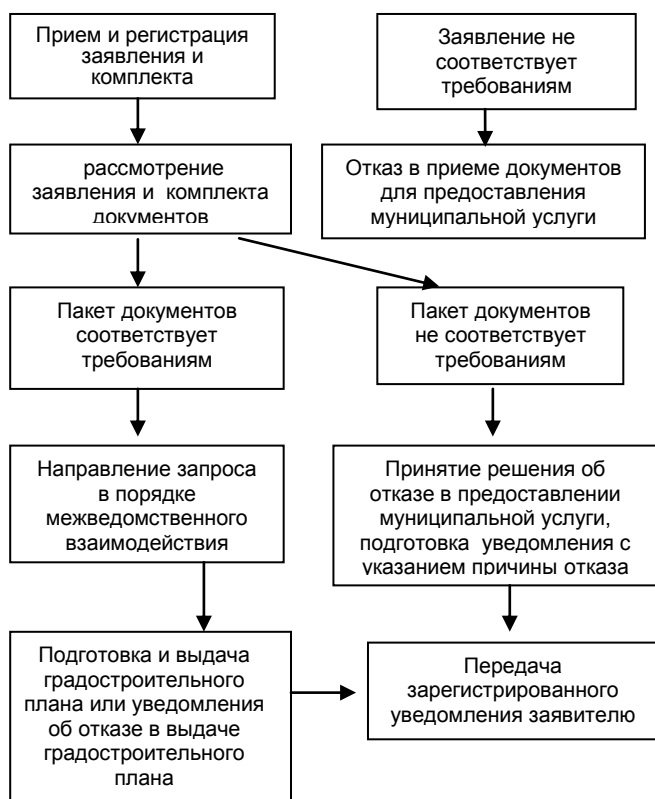 Прием и регистрация
заявления и
комплекта
Заявление не
соответствует
требованиям
рассмотрение
заявления и комплекта
документов
Отказ в приеме документов
для предоставления
муниципальной услуги
Пакет документов
соответствует
требованиям
Пакет документов
не соответствует
требованиям
Направление запроса
в порядке
межведомственного
взаимодействия
Принятие решения об
отказе в предоставлении
муниципальной услуги,
подготовка уведомления с
указанием причины отказа
Подготовка и выдача
градостроительного
плана или уведомления
об отказе в выдаче
градостроительного
плана
Передача
зарегистрированного
уведомления заявителю